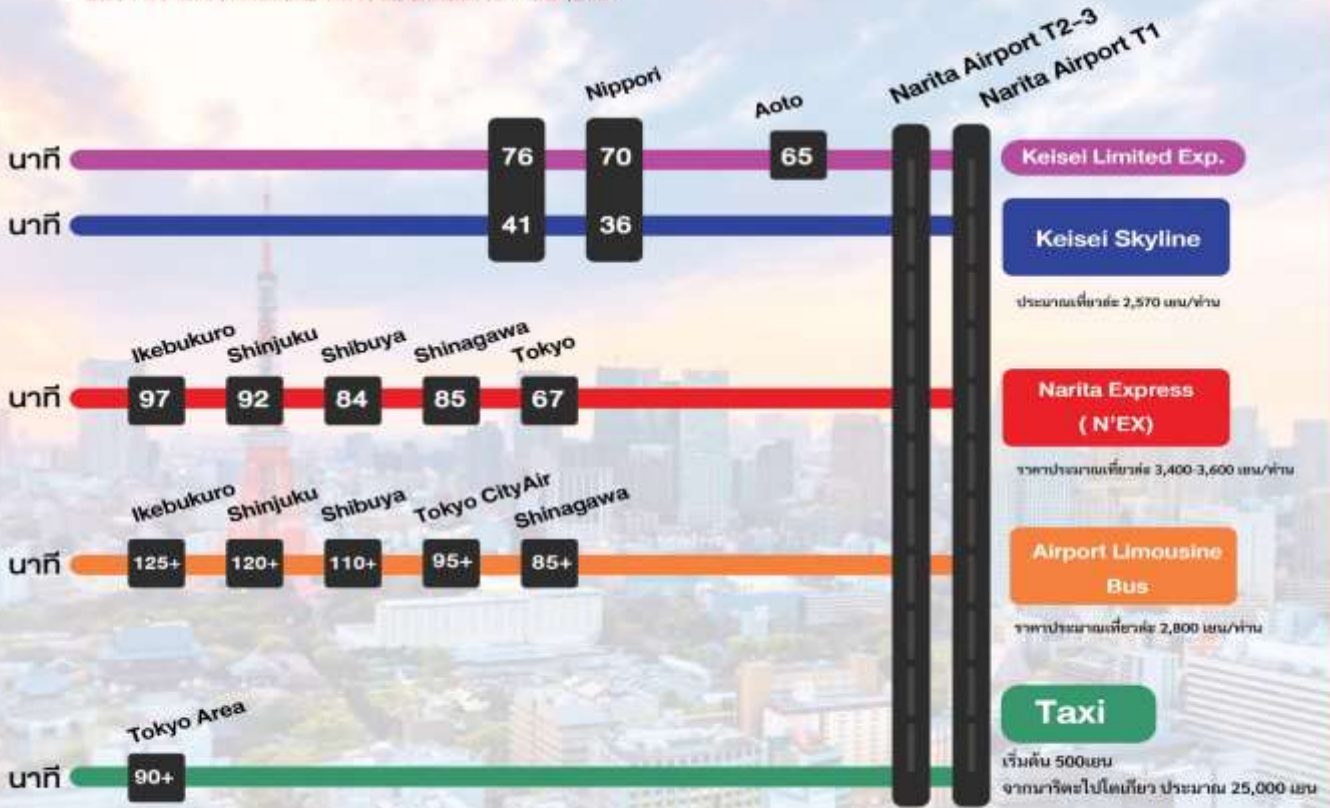 Narita Airport T2-3
Narita Airport T1
Nippori
Aoto
นาที
76
70
65
Keisei Limited Exp.
นาที
41
36
Keisei Skyline
ประมาณเที่ยวละ 2,570 เยน/ท่าน
Ikebukuro
Shinjuku
Shibuya
Shinagawa
Tokyo
นาที
97
92
84
85
67
Narita Express
( N'EX)
ราคาประมาณเที่ยวละ 3,400-3,600 เยน/ท่าน
Ikebukuro
Shinjuku
Shibuya
Tokyo CityAir
Shinagawa
นาที
125+
120+
110+
95+
85+
Airport Limousine
Bus
ราคาประมาณเที่ยวละ 2,800 เยน/ท่าน
Tokyo Area
นาที
90+
Taxi
เริ่มต้น 500เยน
จากนาริตะไปโตเกียว ประมาณ 25,000 เยน